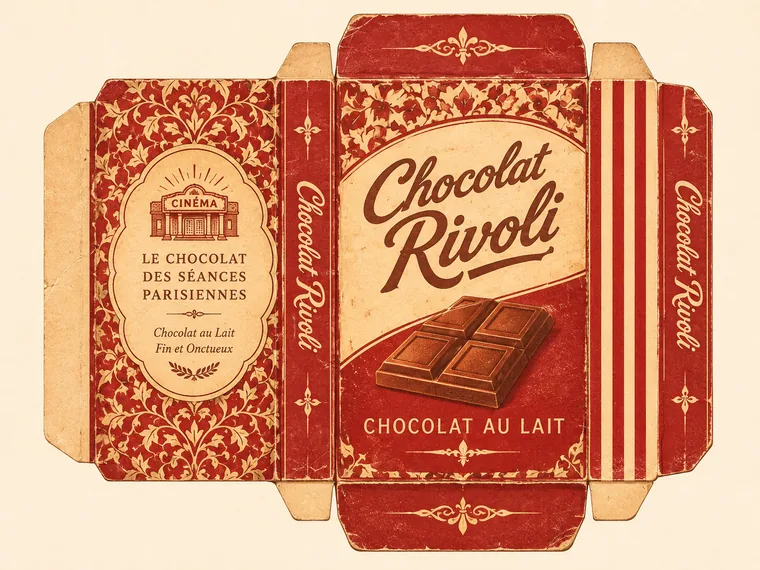 CINÉMA
LE CHOCOLAT
DES SÉANCES
PARISIENNES
Chocolat au Lait
Fin et Onctueux
Chocolat Rivoli
Chocolat
Rivoli
CHOCOLAT AU LAIT
Chocolat Rivoli